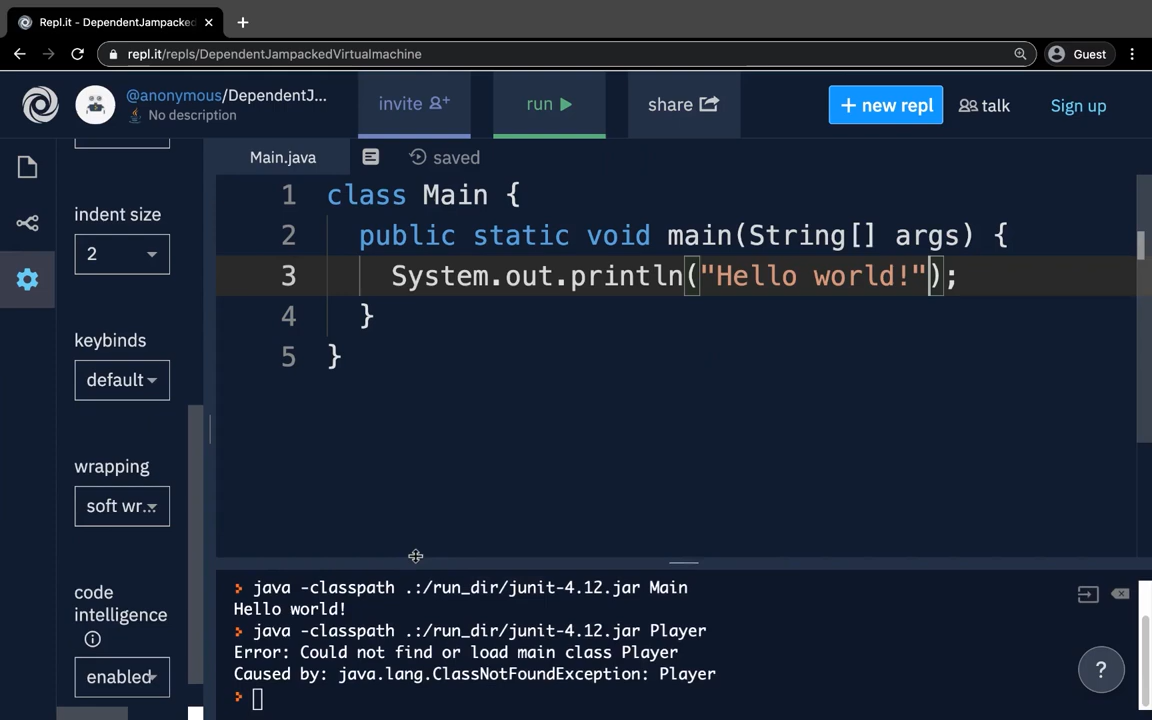 Repl.it - DependentJampacked
repl.it/repls/DependentJampackedVirtualmachine
Guest
@anonymous/DependentJ...
No description
invite
run
share
+ new repl
talk
Sign up
Main.java
saved
indent size
2
keybinds
default
wrapping
soft wr...
code
intelligence
enabled
1 class Main {
2 public static void main(String[] args) {
3 System.out.println("Hello world!");
4 }
5 }
java -classpath .:/run_dir/junit-4.12.jar Main
Hello world!
java -classpath .:/run_dir/junit-4.12.jar Player
Error: Could not find or load main class Player
Caused by: java.lang.ClassNotFoundException: Player
?